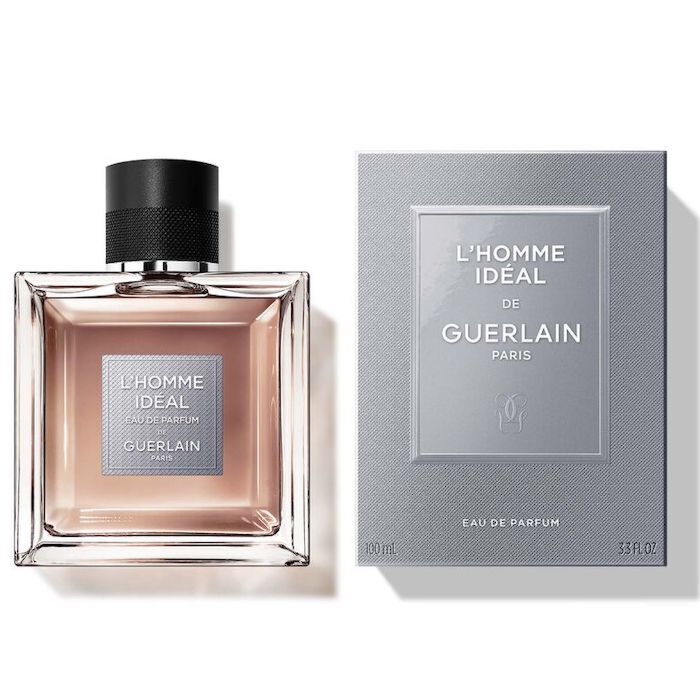 L'HOMME
IDÉAL
EAU DE PARFUM
DE
GUERLAIN
PARIS
L'HOMME
IDÉAL
DE
GUERLAIN
PARIS
EAU DE PARFUM
100 mL
3.3 FL.OZ